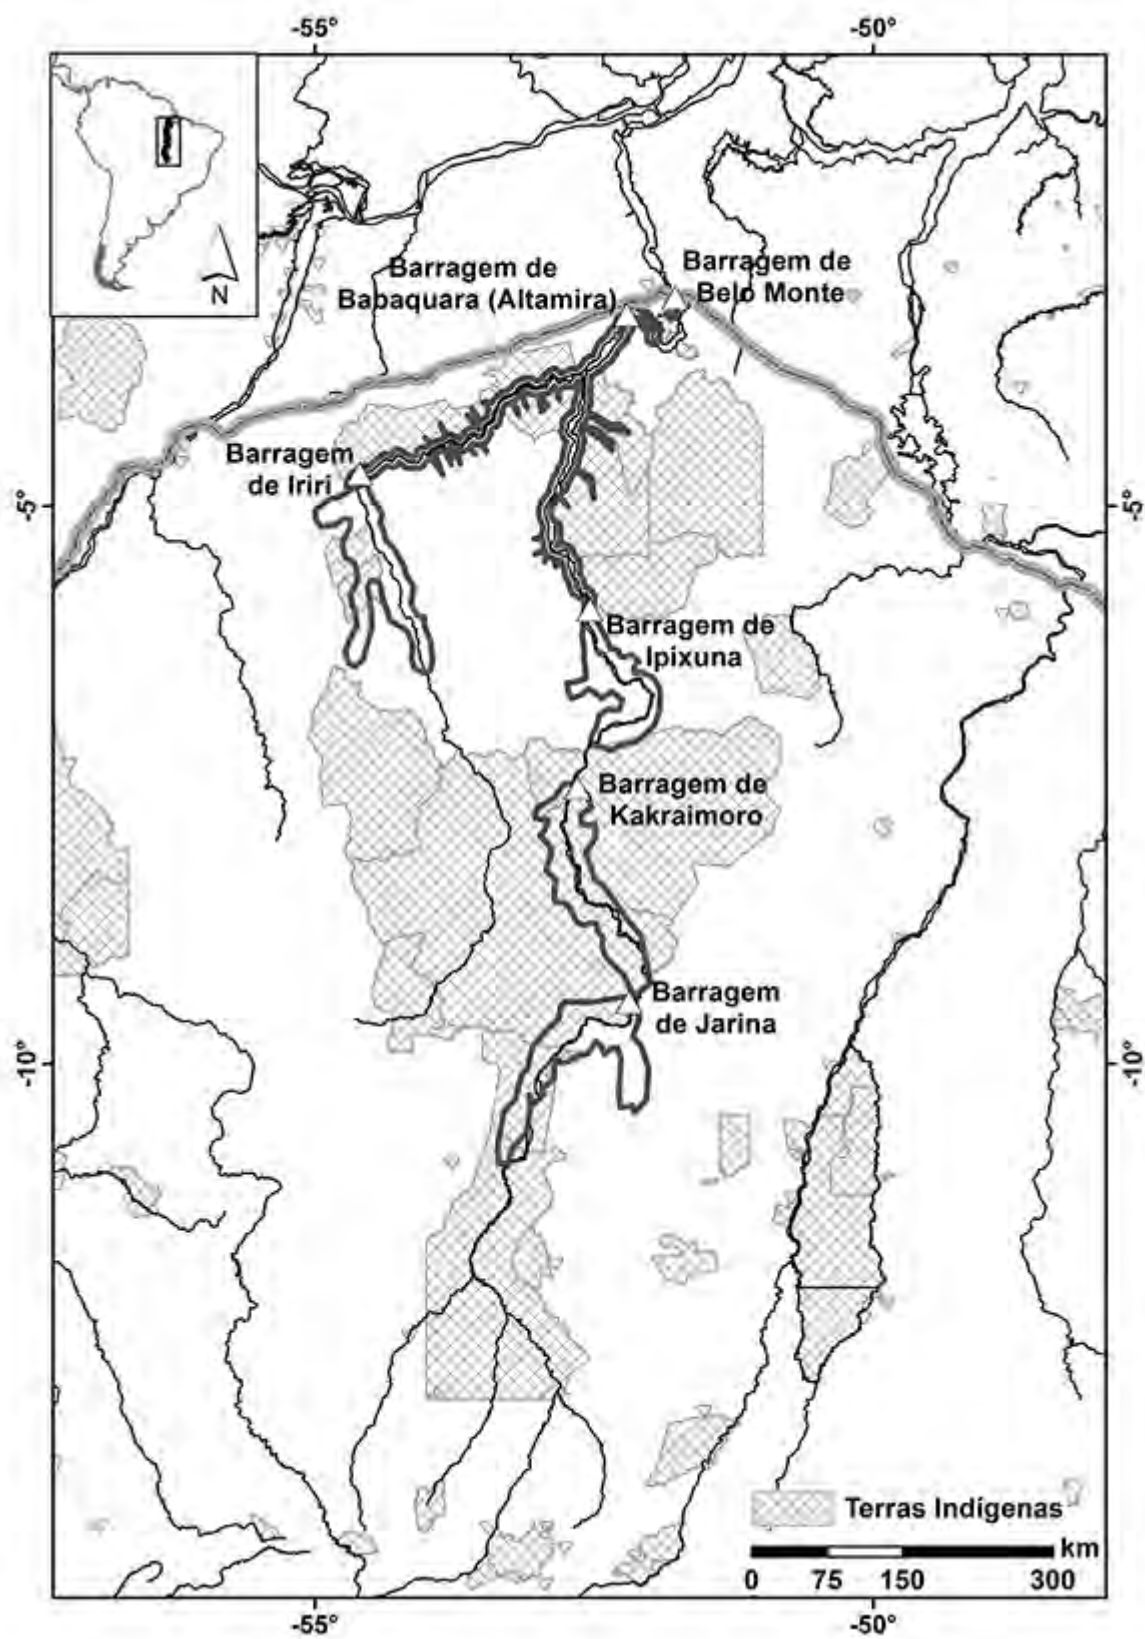 -55°
-50°
N
Barragem de
Babaquara (Altamira)
Barragem de
Belo Monte
Barragem
de Iriri
-5°
-5°
Barragem de
Ipixuna
Barragem de
Kakraimoro
Barragem
de Jarina
-10°
-10°
Terras Indígenas
km
0 75 150 300
-55°
-50°